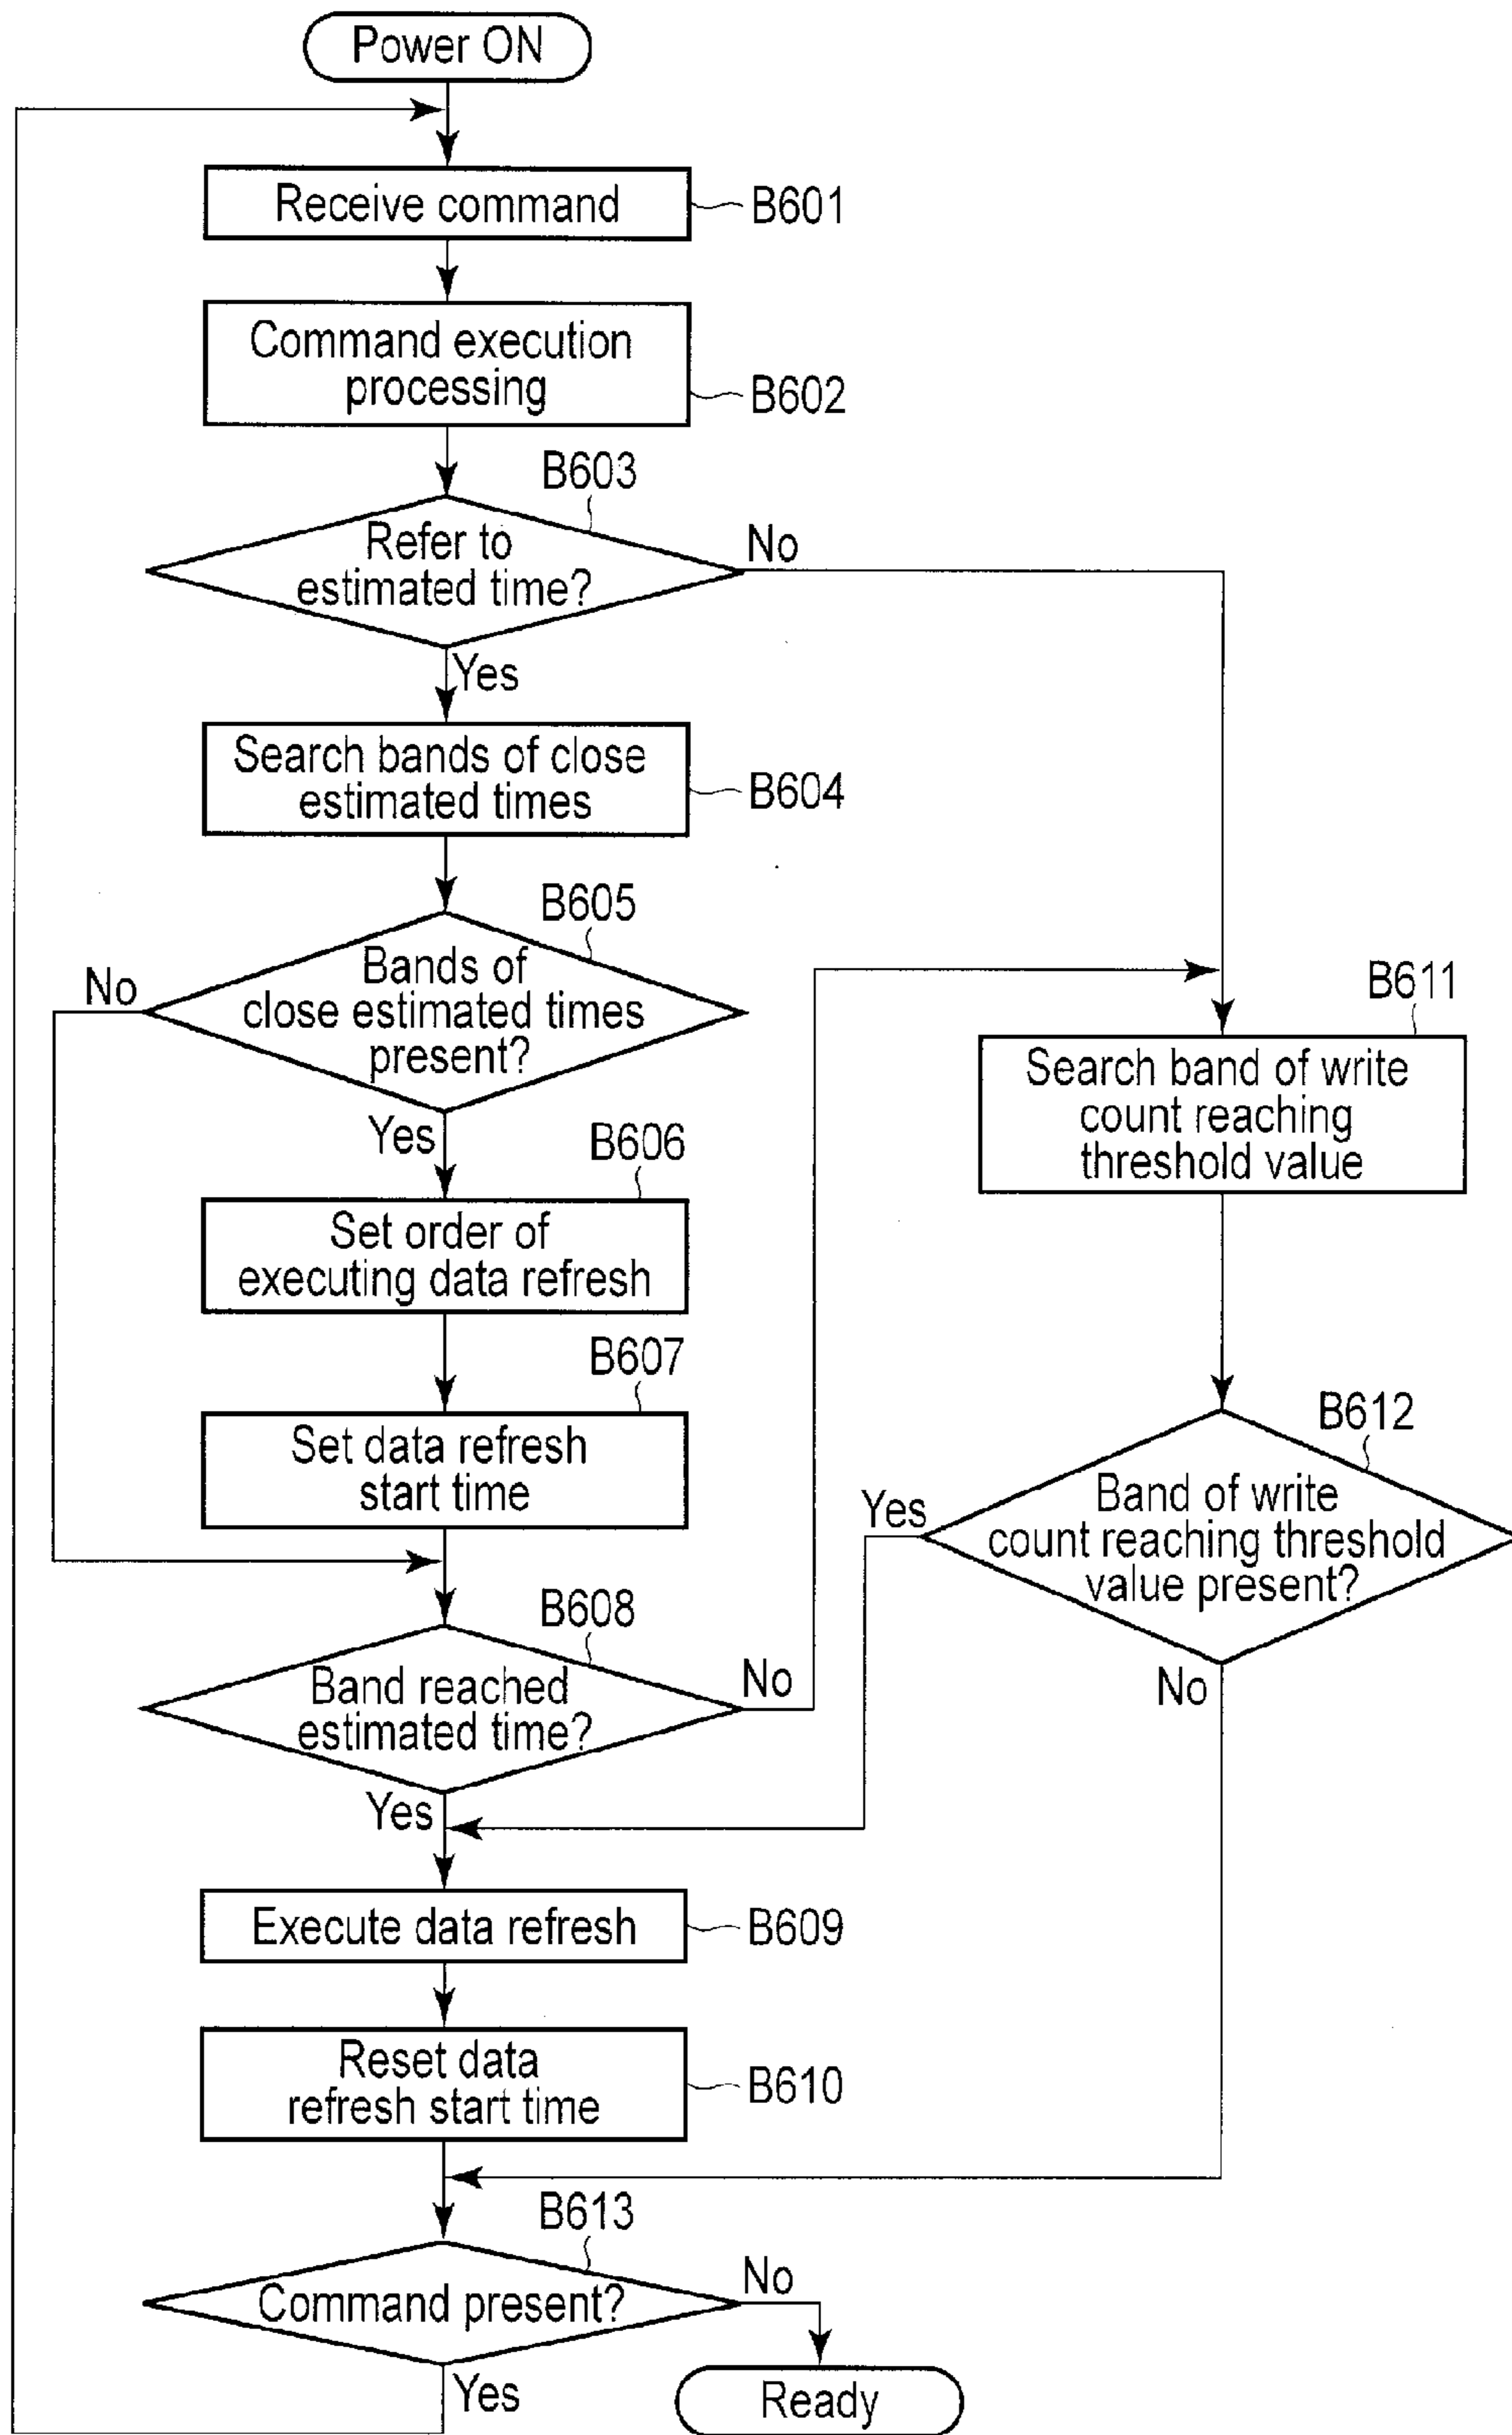 Power ON
Receive command
B601
Command execution
processing
B602
B603
Refer to
estimated time?
No
Yes
Search bands of close
estimated times
B604
B605
Bands of
close estimated times
present?
No
Yes
B606
Set order of
executing data refresh
B607
Set data refresh
start time
B608
Band reached
estimated time?
No
Yes
B611
Search band of write
count reaching
threshold value
B612
Band of write
count reaching threshold
value present?
Yes
No
Execute data refresh
B609
Reset data
refresh start time
B610
B613
Command present?
No
Yes
Ready